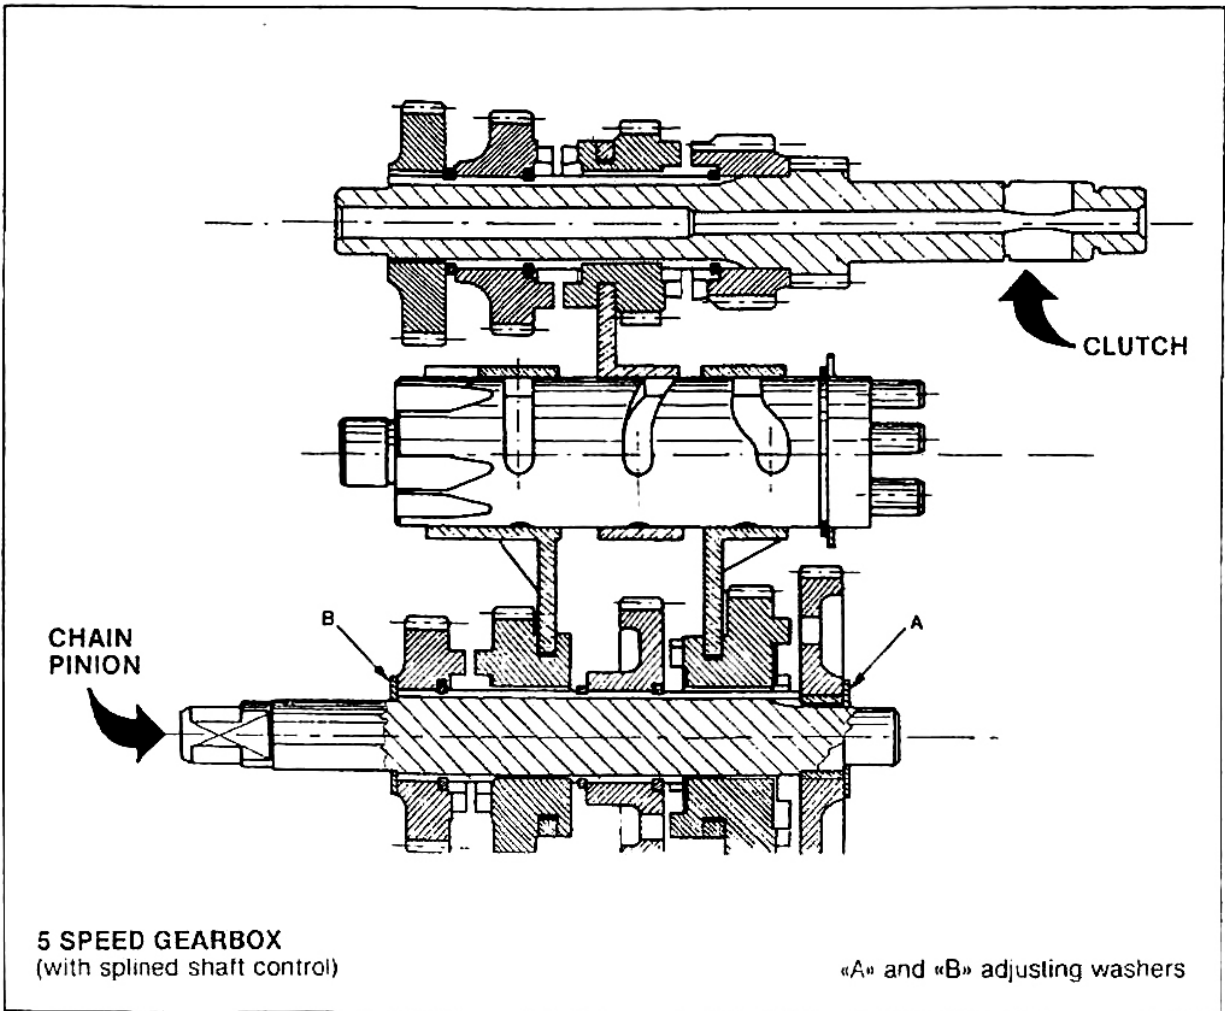 CLUTCH
B
A
CHAIN
PINION
5 SPEED GEARBOX
(with splined shaft control)
«A» and «B» adjusting washers